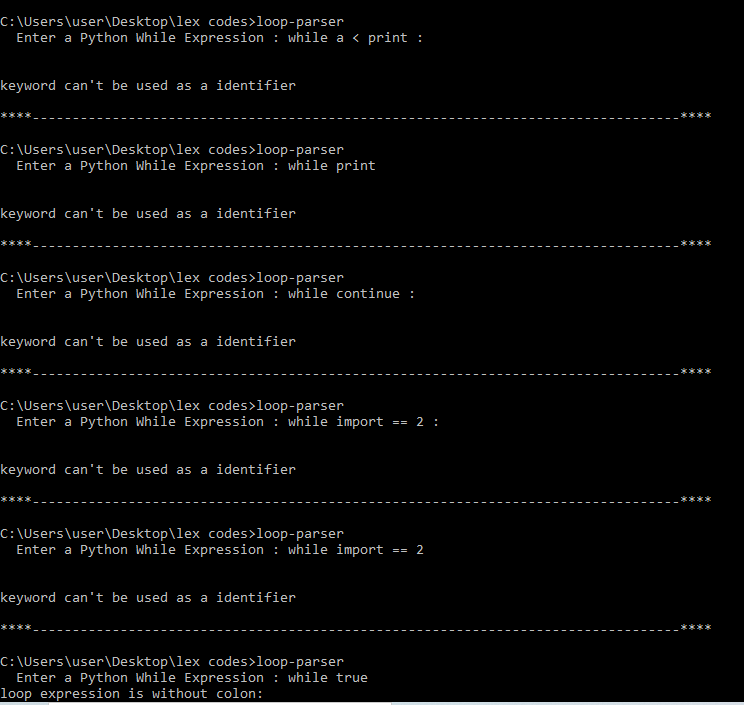 C:\Users\user\Desktop\lex codes>loop-parser
Enter a Python While Expression : while a < print :
keyword can't be used as a identifier
****---------------------------------------------------------------------------------****
C:\Users\user\Desktop\lex codes>loop-parser
Enter a Python While Expression : while print
keyword can't be used as a identifier
****---------------------------------------------------------------------------------****
C:\Users\user\Desktop\lex codes>loop-parser
Enter a Python While Expression : while continue :
keyword can't be used as a identifier
****---------------------------------------------------------------------------------****
C:\Users\user\Desktop\lex codes>loop-parser
Enter a Python While Expression : while import == 2 :
keyword can't be used as a identifier
****---------------------------------------------------------------------------------****
C:\Users\user\Desktop\lex codes>loop-parser
Enter a Python While Expression : while import == 2
keyword can't be used as a identifier
****---------------------------------------------------------------------------------****
C:\Users\user\Desktop\lex codes>loop-parser
Enter a Python While Expression : while true
loop expression is without colon: